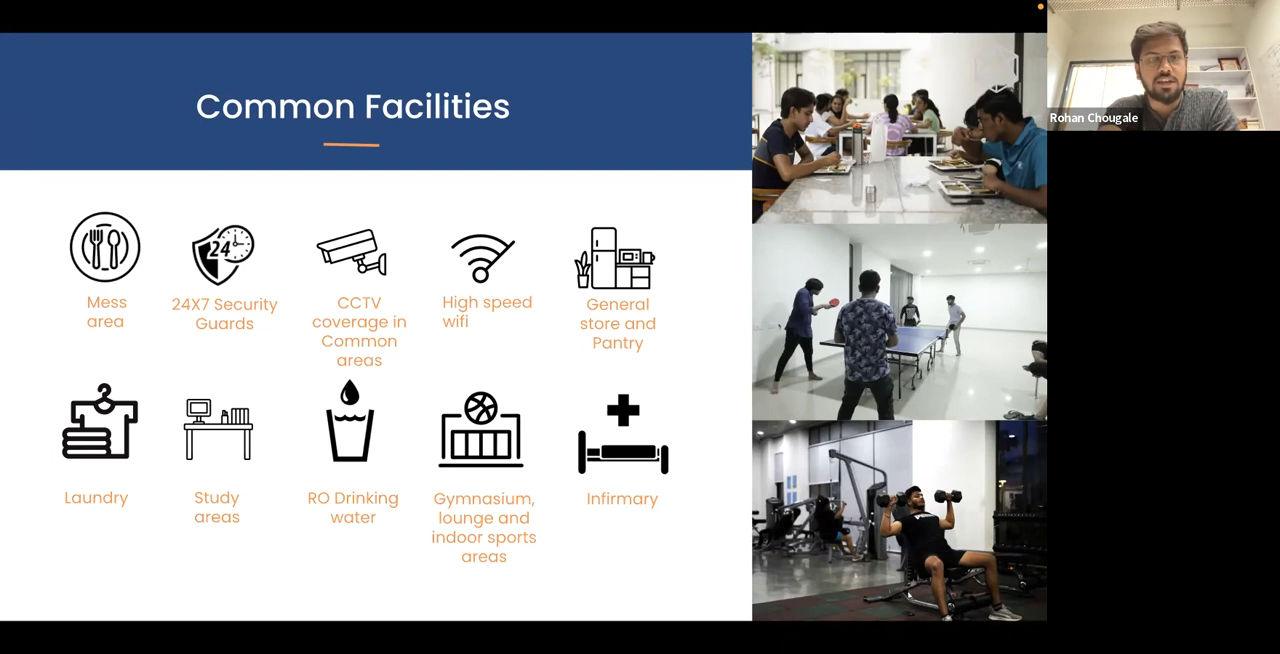 Common Facilities
Rohan Chougale
24
Mess
area
24X7 Security
Guards
CCTV
coverage in
Common
areas
High speed
wifi
General
store and
Pantry
Laundry
Study
areas
RO Drinking
water
Gymnasium,
lounge and
indoor sports
areas
Infirmary